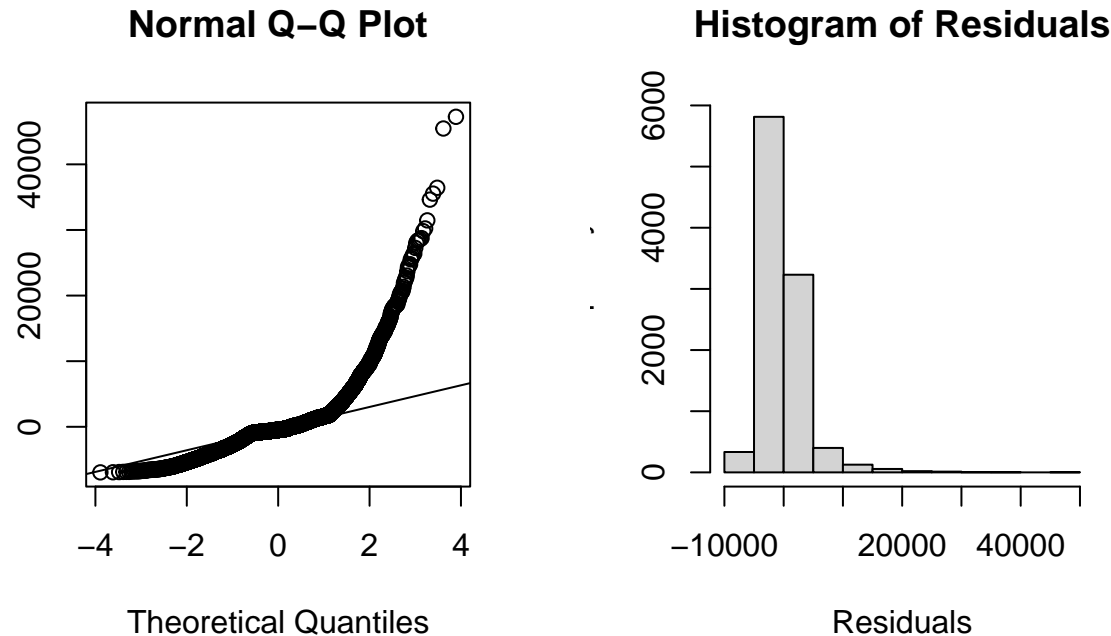 Normal Q−Q Plot
40000
20000
0
−4 −2 0 2 4
Theoretical Quantiles
Histogram of Residuals
6000
4000
2000
0
−10000 20000 40000
Residuals